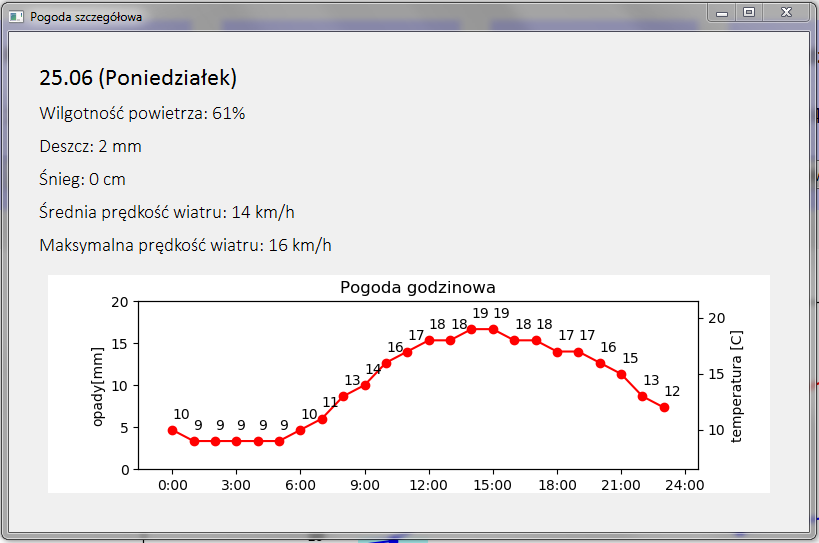 Pogoda szczegółowa
25.06 (Poniedziałek)
Wilgotność powietrza: 61%
Deszcz: 2 mm
Śnieg: 0 cm
Średnia prędkość wiatru: 14 km/h
Maksymalna prędkość wiatru: 16 km/h
Pogoda godzinowa
20
15
10
5
0
opady[mm]
10 9 9 9 9 9 10 11 13 14 16 17 18 18 19 19 18 18 17 17 16 15 13 12
20
15
10
temperatura [C]
0:00 3:00 6:00 9:00 12:00 15:00 18:00 21:00 24:00